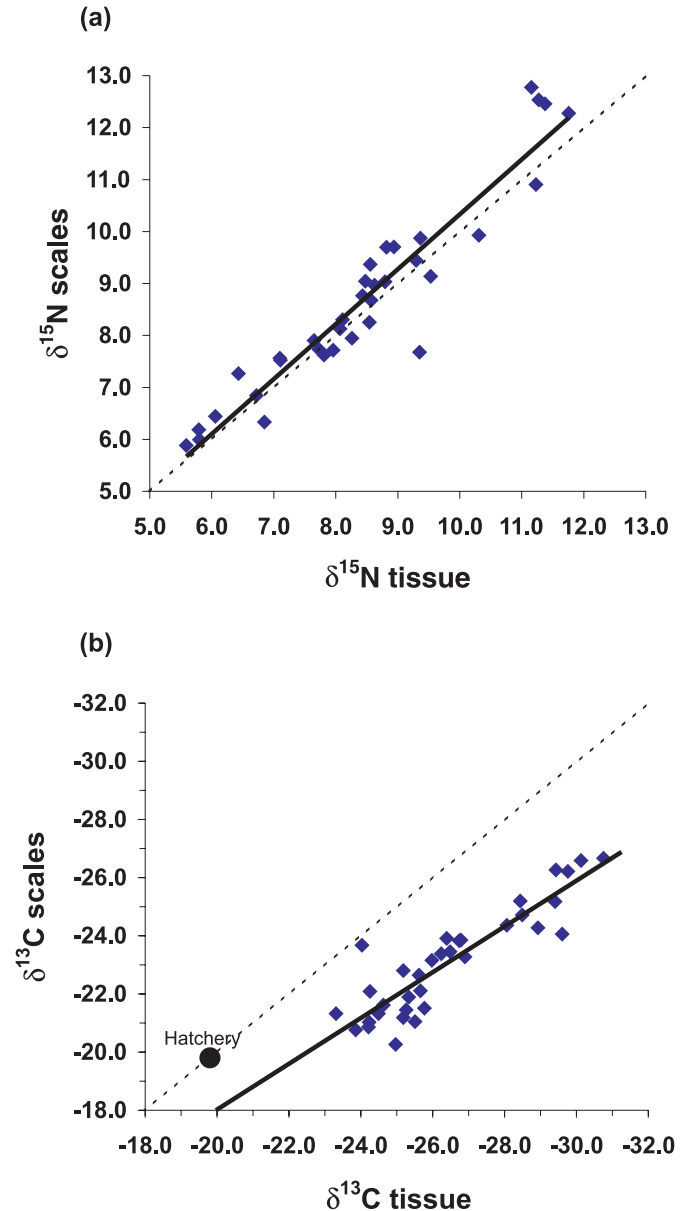 (a)
13.0
12.0
11.0
10.0
9.0
8.0
7.0
6.0
5.0
δ¹⁵N scales
5.0 6.0 7.0 8.0 9.0 10.0 11.0 12.0 13.0
δ¹⁵N tissue
(b)
-32.0
-30.0
-28.0
-26.0
-24.0
-22.0
-20.0
-18.0
δ¹³C scales
Hatchery
-18.0 -20.0 -22.0 -24.0 -26.0 -28.0 -30.0 -32.0
δ¹³C tissue